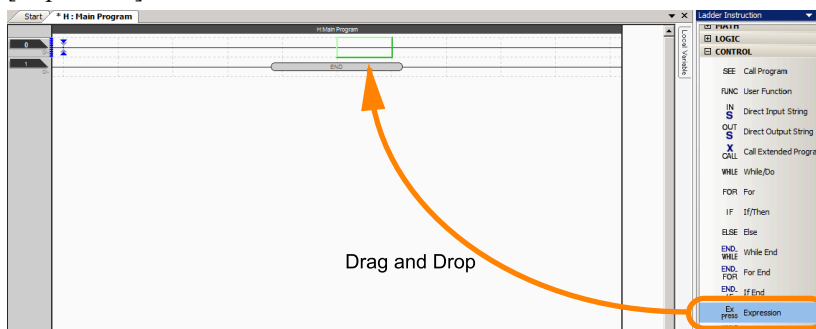 Start * H : Main Program
H:Main Program
0
1
END
Drag and Drop
Local Variable
Ladder Instruction
MATH
LOGIC
CONTROL
SEE Call Program
FUNC User Function
IN S Direct Input String
OUT S Direct Output String
X CALL Call Extended Progra
WHILE While/Do
FOR For
IF If/Then
ELSE Else
END_ WHILE While End
END_ FOR For End
END_ If End
Ex press Expression